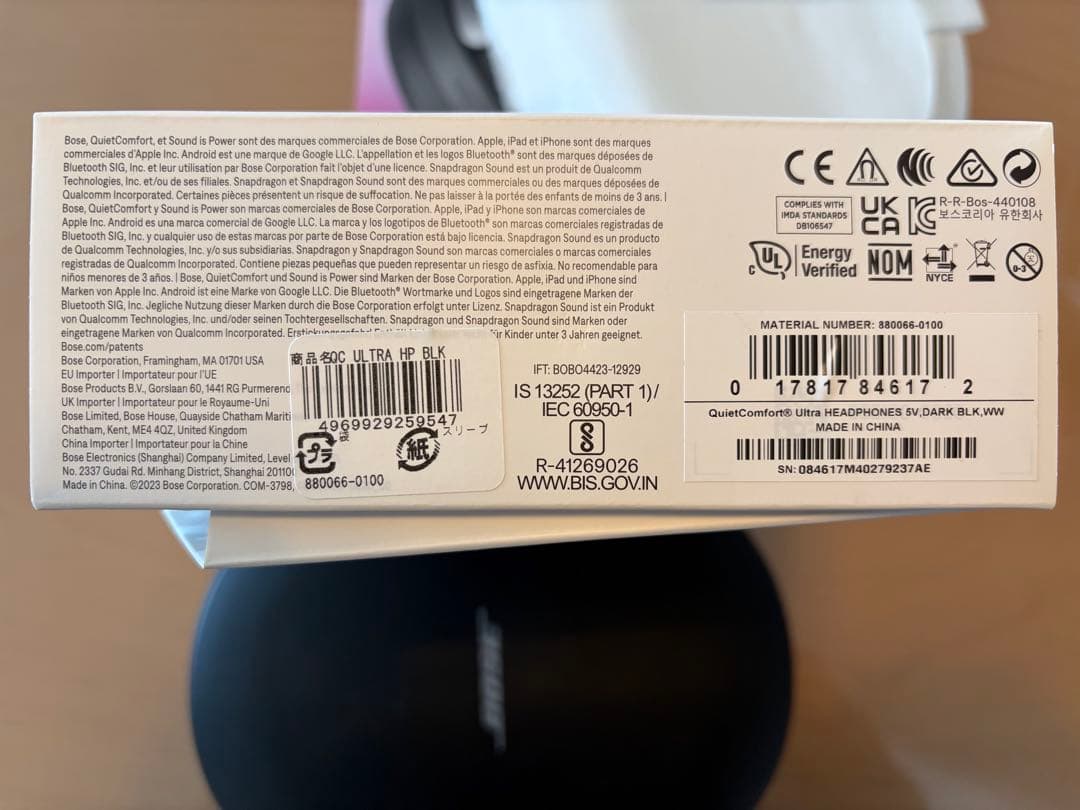 Bose, QuietComfort, et Sound is Power sont des marques commerciales de Bose Corporation. Apple, iPad et iPhone sont des marques
commerciales d'Apple Inc. Android est une marque de Google LLC. L'appellation et les logos Bluetooth® sont des marques déposées de
Bluetooth SIG, Inc. et leur utilisation par Bose Corporation fait l'objet d'une licence. Snapdragon Sound est un produit de Qualcomm
Technologies, Inc. et/ou de ses filiales. Snapdragon et Snapdragon Sound sont des marques commerciales ou des marques déposées de
Qualcomm Incorporated. Certaines pièces présentent un risque de suffocation. Ne pas laisser à la portée des enfants de moins de 3 ans. I
Bose, QuietComfort y Sound is Power son marcas comerciales de Bose Corporation. Apple, iPad y iPhone son marcas comerciales de
Apple Inc. Android es una marca comercial de Google LLC. La marca y los logotipos de Bluetooth® son marcas comerciales registradas de
Bluetooth SIG, Inc. y cualquier uso de estas marcas por parte de Bose Corporation está bajo licencia. Snapdragon Sound es un producto
de Qualcomm Technologies, Inc. y/o sus subsidiarias. Snapdragon y Snapdragon Sound son marcas comerciales o marcas comerciales
registradas de Qualcomm Incorporated. Contiene piezas pequeñas que pueden representar un riesgo de asfixia. No recomendable para
niños menores de 3 años. I Bose, QuietComfort und Sound is Power sind Marken der Bose Corporation. Apple, iPad und iPhone sind
Marken von Apple Inc. Android ist eine Marke von Google LLC. Die Bluetooth® Wortmarke und Logos sind eingetragene Marken der
Bluetooth SIG, Inc. Jegliche Nutzung dieser Marken durch die Bose Corporation erfolgt unter Lizenz. Snapdragon Sound ist ein Produkt
von Qualcomm Technologies, Inc. und/oder seinen Tochtergesellschaften. Snapdragon und Snapdragon Sound sind Marken oder
eingetragene Marken von Qualcomm Incorporated. für Kinder unter 3 Jahren geeignet.
Bose.com/patents
Bose Corporation, Framingham, MA 01701 USA
EU Importer I Importateur pour l'UE
Bose Products B.V., Gorslaan 60, 1441 RG Purmerend
UK Importer I Importateur pour le Royaume-Uni
Bose Limited, Bose House, Quayside Chatham Mariti
Chatham, Kent, ME4 4QZ, United Kingdom
China Importer I Importateur pour la Chine
Bose Electronics (Shanghai) Company Limited, Level
No. 2337 Gudai Rd. Minhang District, Shanghai 20110
Made in China. ©2023 Bose Corporation. COM-3798,
商品名QC ULTRA HP BLK
4969929259547
プラ
紙
スリーブ
880066-0100
IFT: BOBO4423-12929
IS 13252 (PART 1)/
IEC 60950-1
R-41269026
WWW.BIS.GOV.IN
CE
COMPLIES WITH
IMDA STANDARDS
DB106547
UK
CA
R-R-Bos-440108
보스코리아 유한회사
c UL Energy
Verified
NOM
NYCE
0-3
MATERIAL NUMBER: 880066-0100
0 17817 84617 2
QuietComfort® Ultra HEADPHONES 5V,DARK BLK,WW
MADE IN CHINA
SN: 084617M40279237AE
BOSE